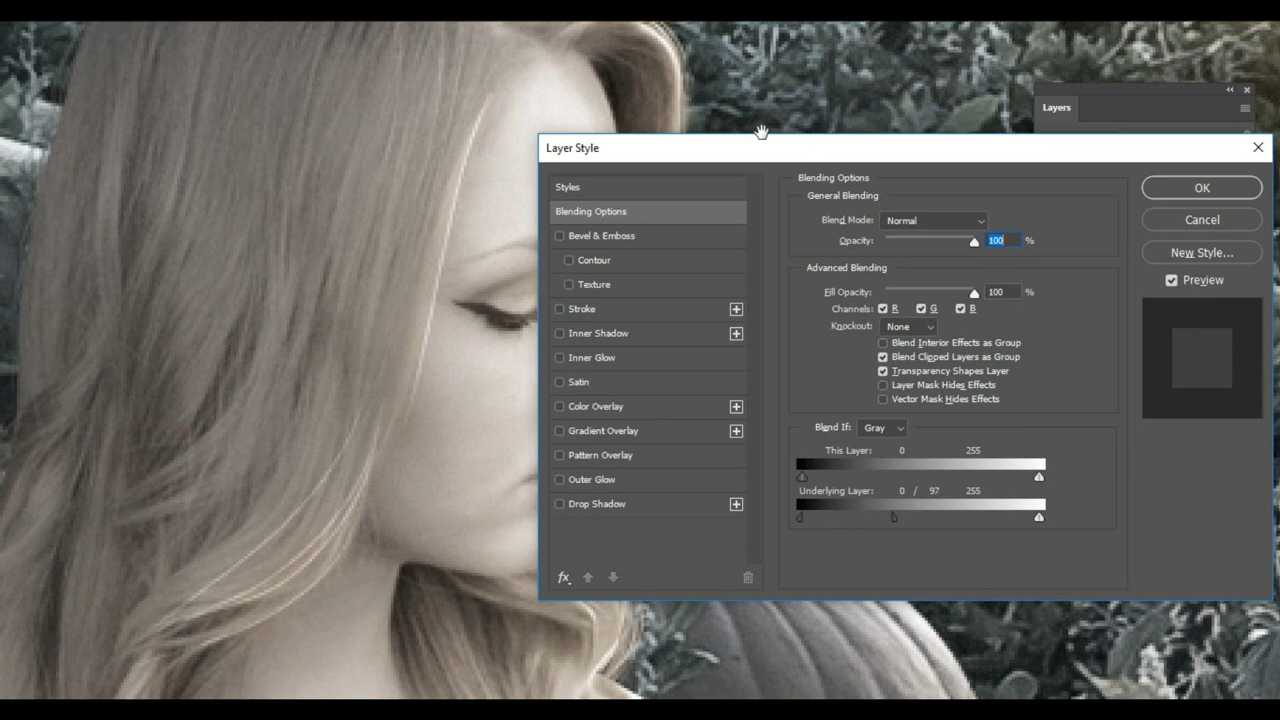 Layers
Layer Style
Styles
Blending Options
Bevel & Emboss
Contour
Texture
Stroke
Inner Shadow
Inner Glow
Satin
Color Overlay
Gradient Overlay
Pattern Overlay
Outer Glow
Drop Shadow
fx
Blending Options
General Blending
Blend Mode: Normal
Opacity: 100 %
Advanced Blending
Fill Opacity: 100 %
Channels: R G B
Knockout: None
Blend Interior Effects as Group
Blend Clipped Layers as Group
Transparency Shapes Layer
Layer Mask Hides Effects
Vector Mask Hides Effects
Blend If: Gray
This Layer: 0 255
Underlying Layer: 0 / 97 255
OK
Cancel
New Style...
Preview